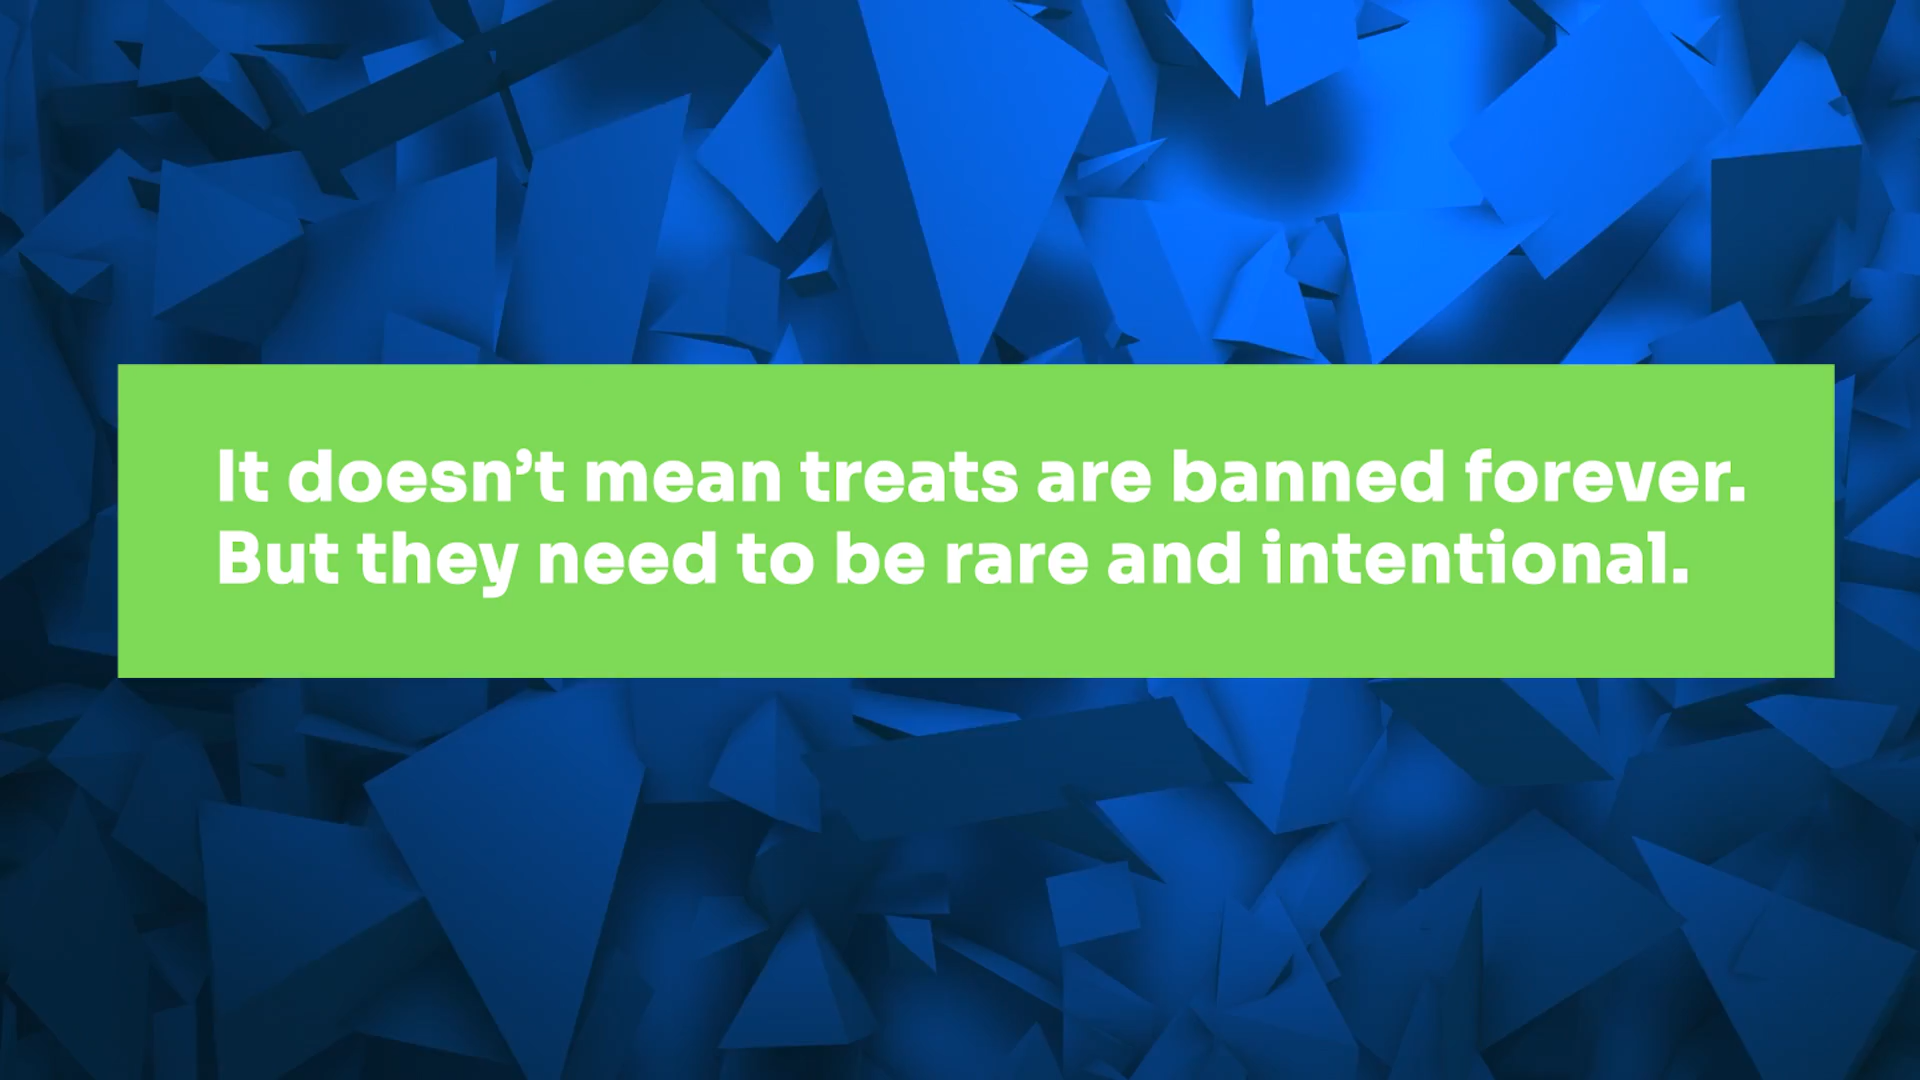 It doesn’t mean treats are banned forever.
But they need to be rare and intentional.